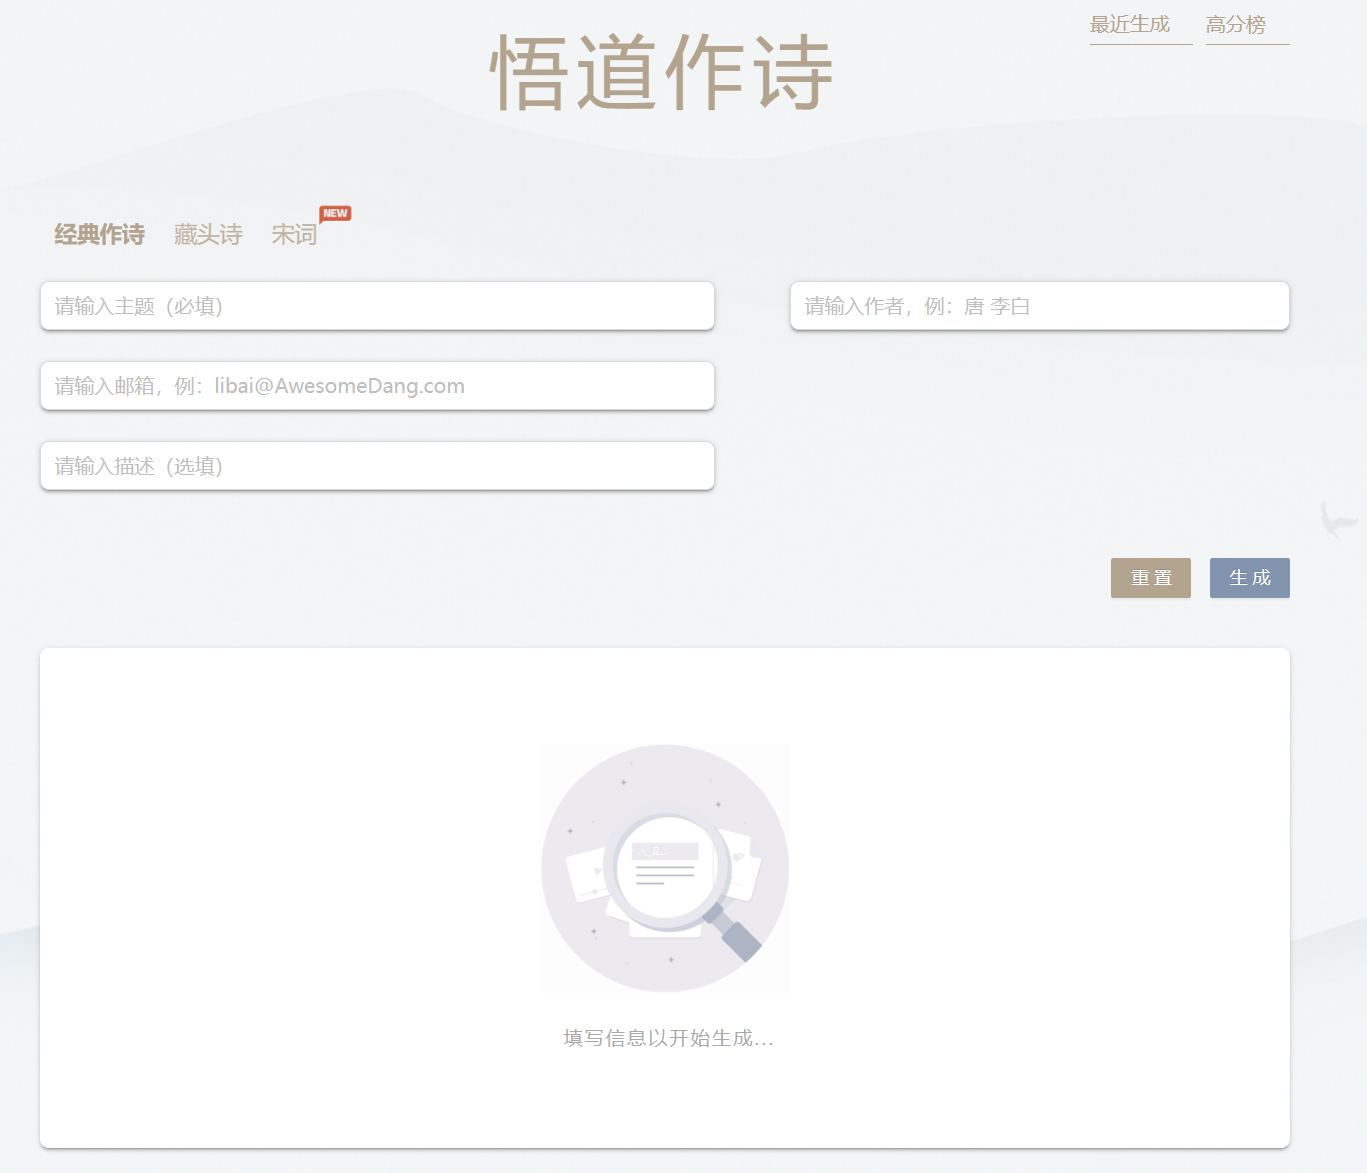 最近生成 高分榜
悟道作诗
经典作诗 藏头诗 宋词 NEW
请输入主题（必填） 请输入作者，例：唐 李白
请输入邮箱，例：libai@AwesomeDang.com
请输入描述（选填）
重置 生成
填写信息以开始生成...